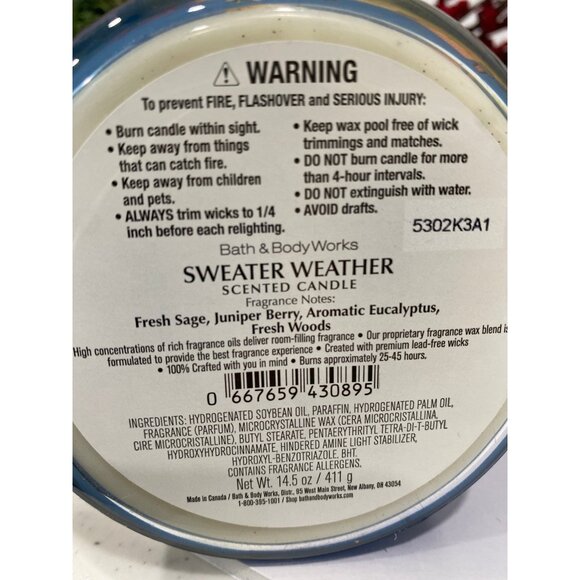 ⚠ WARNING
To prevent FIRE, FLASHOVER and SERIOUS INJURY:
• Burn candle within sight.
• Keep away from things
that can catch fire.
• Keep away from children
and pets.
• ALWAYS trim wicks to 1/4
inch before each relighting.
• Keep wax pool free of wick
trimmings and matches.
• DO NOT burn candle for more
than 4-hour intervals.
• DO NOT extinguish with water.
• AVOID drafts.
5302K3A1
Bath & Body Works
SWEATER WEATHER
SCENTED CANDLE
Fragrance Notes:
Fresh Sage, Juniper Berry, Aromatic Eucalyptus,
Fresh Woods
High concentrations of rich fragrance oils deliver room-filling fragrance • Our proprietary fragrance wax blend is
formulated to provide the best fragrance experience • Created with premium lead-free wicks
• 100% Crafted with you in mind • Burns approximately 25-45 hours.
0 667659 430895
INGREDIENTS: HYDROGENATED SOYBEAN OIL, PARAFFIN, HYDROGENATED PALM OIL,
FRAGRANCE (PARFUM), MICROCRYSTALLINE WAX (CERA MICROCRISTALLINA,
CIRE MICROCRISTALLINE), BUTYL STEARATE, PENTAERYTHRITYL TETRA-DI-T-BUTYL
HYDROXYHYDROCINNAMATE, HINDERED AMINE LIGHT STABILIZER,
HYDROXYL-BENZOTRIAZOLE, BHT.
CONTAINS FRAGRANCE ALLERGENS.
Net Wt. 14.5 oz / 411 g
Made in Canada / Bath & Body Works, Distr., 95 West Main Street, New Albany, OH 43054
1-800-395-1001 / Shop bathandbodyworks.com